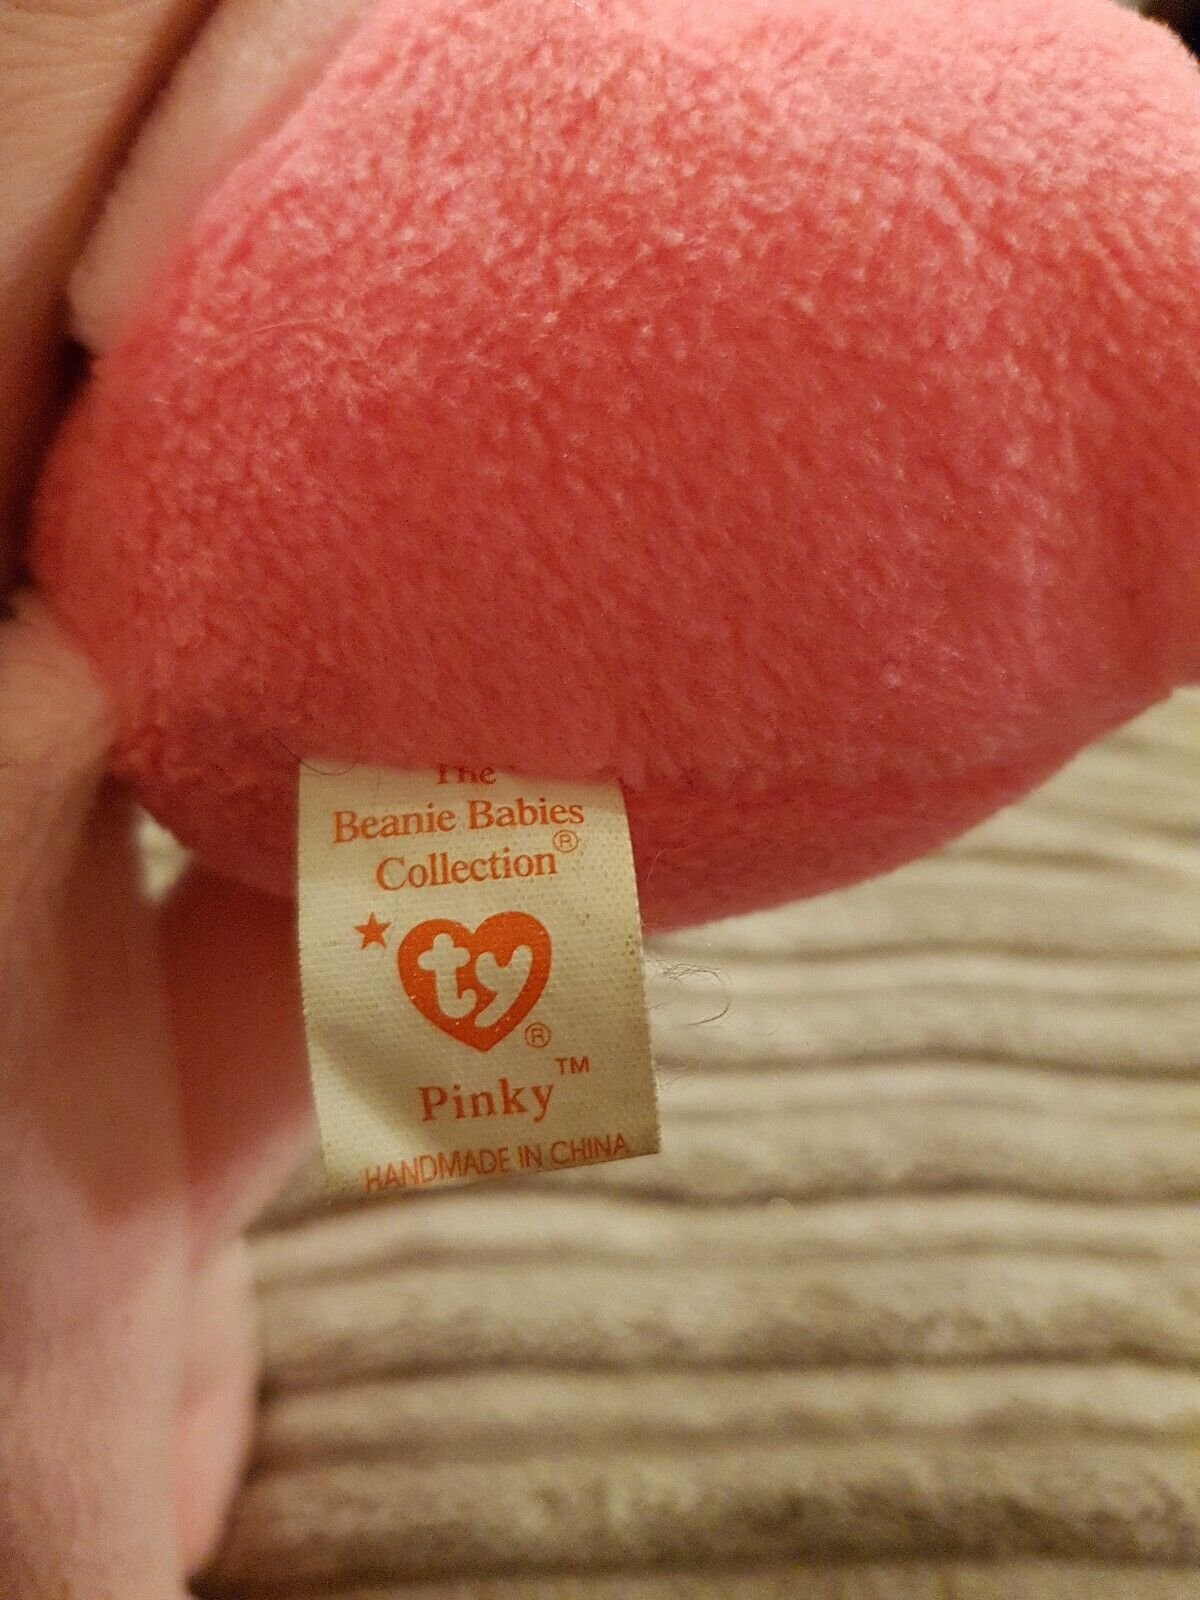 The
Beanie Babies
Collection®
★ ty®
Pinky™
HANDMADE IN CHINA